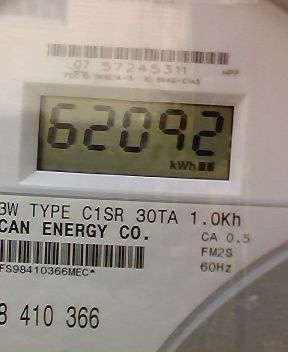 07 57245311
62092
kWh
3W TYPE C1SR 30TA 1.0Kh
CAN ENERGY CO.
CA 0.5
FM2S
60Hz
FS98410366MEC*
8 410 366